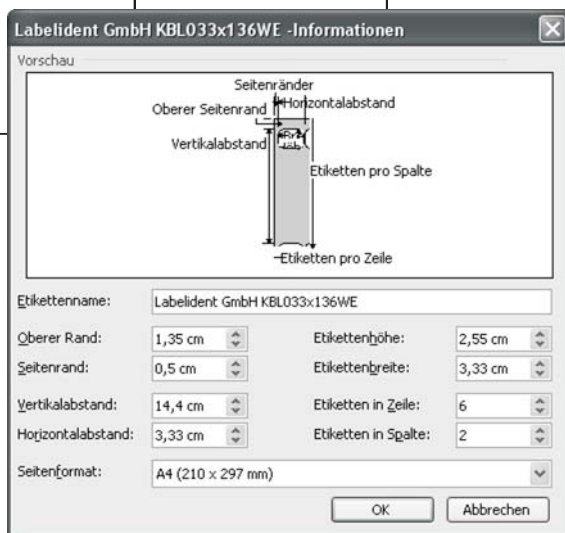 Labelident GmbH KBL033x136WE -Informationen
Vorschau
Seitenränder
Horizontalabstand
Oberer Seitenrand
Vertikalabstand
Etiketten pro Spalte
Etiketten pro Zeile
Etikettenname: Labelident GmbH KBL033x136WE
Oberer Rand: 1,35 cm Etikettenhöhe: 2,55 cm
Seitenrand: 0,5 cm Etikettenbreite: 3,33 cm
Vertikalabstand: 14,4 cm Etiketten in Zeile: 6
Horizontalabstand: 3,33 cm Etiketten in Spalte: 2
Seitenformat: A4 (210 x 297 mm)
OK Abbrechen